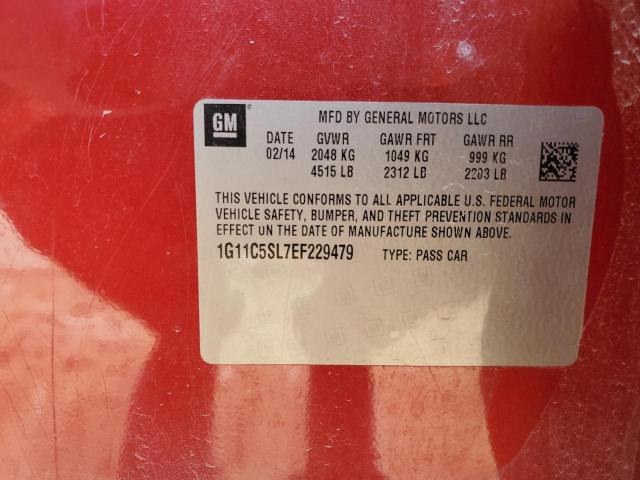 GM ®
MFD BY GENERAL MOTORS LLC
DATE GVWR GAWR FRT GAWR RR
02/14 2048 KG 1049 KG 999 KG
4515 LB 2312 LB 2203 LB
THIS VEHICLE CONFORMS TO ALL APPLICABLE U.S. FEDERAL MOTOR
VEHICLE SAFETY, BUMPER, AND THEFT PREVENTION STANDARDS IN
EFFECT ON THE DATE OF MANUFACTURE SHOWN ABOVE.
1G11C5SL7EF229479 TYPE: PASS CAR